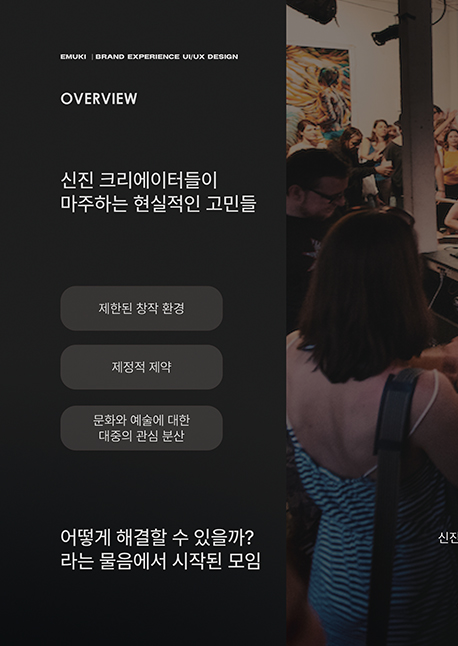 EMUKI | BRAND EXPERIENCE UI/UX DESIGN
OVERVIEW
신진 크리에이터들이
마주하는 현실적인 고민들
제한된 창작 환경
제정적 제약
문화와 예술에 대한
대중의 관심 분산
어떻게 해결할 수 있을까?
라는 물음에서 시작된 모임
신진